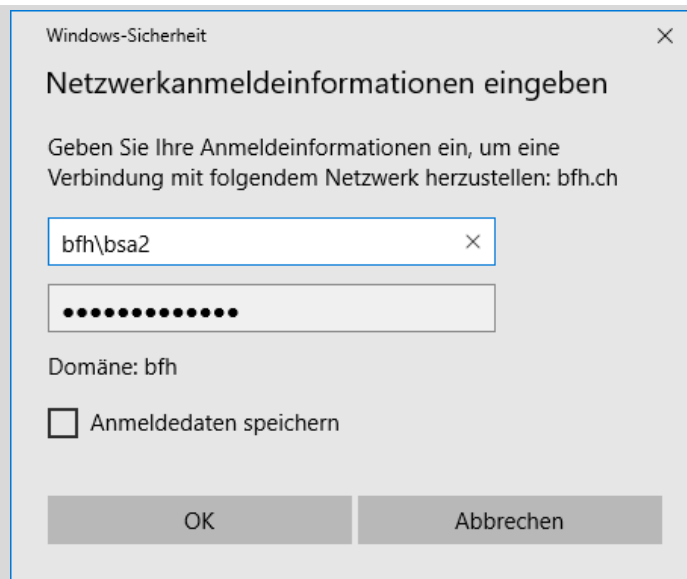 Windows-Sicherheit
Netzwerkanmeldeinformationen eingeben
Geben Sie Ihre Anmeldeinformationen ein, um eine
Verbindung mit folgendem Netzwerk herzustellen: bfh.ch
bfh\bsa2
●●●●●●●●●●●●●
Domäne: bfh
Anmeldedaten speichern
OK
Abbrechen